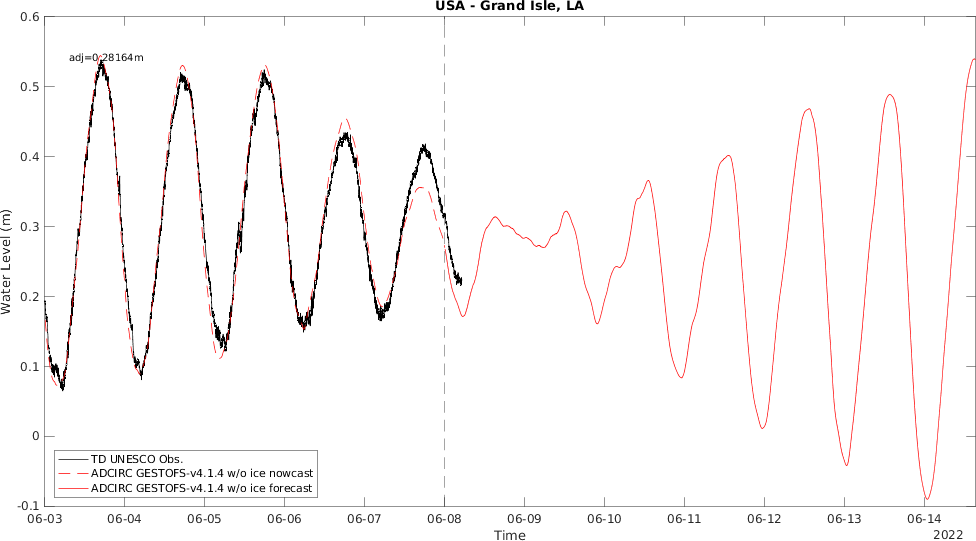 USA - Grand Isle, LA
adj=0.28164m
Water Level (m)
0.6
0.5
0.4
0.3
0.2
0.1
0
-0.1
TD UNESCO Obs.
ADCIRC GESTOFS-v4.1.4 w/o ice nowcast
ADCIRC GESTOFS-v4.1.4 w/o ice forecast
06-03 06-04 06-05 06-06 06-07 06-08 06-09 06-10 06-11 06-12 06-13 06-14
Time
2022